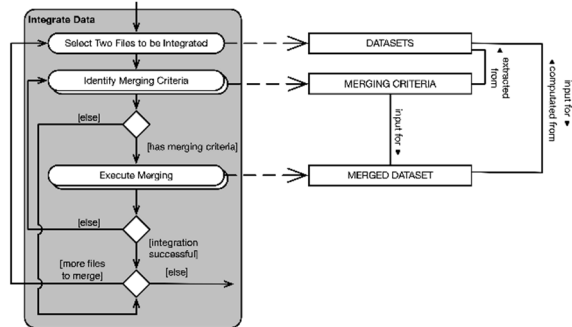 Integrate Data
Select Two Files to be Integrated
DATASETS
Identify Merging Criteria
MERGING CRITERIA
extracted
from
input for
computated from
[else]
[has merging criteria]
input for
Execute Merging
MERGED DATASET
[else]
[integration
successful]
[more files
to merge]
[else]